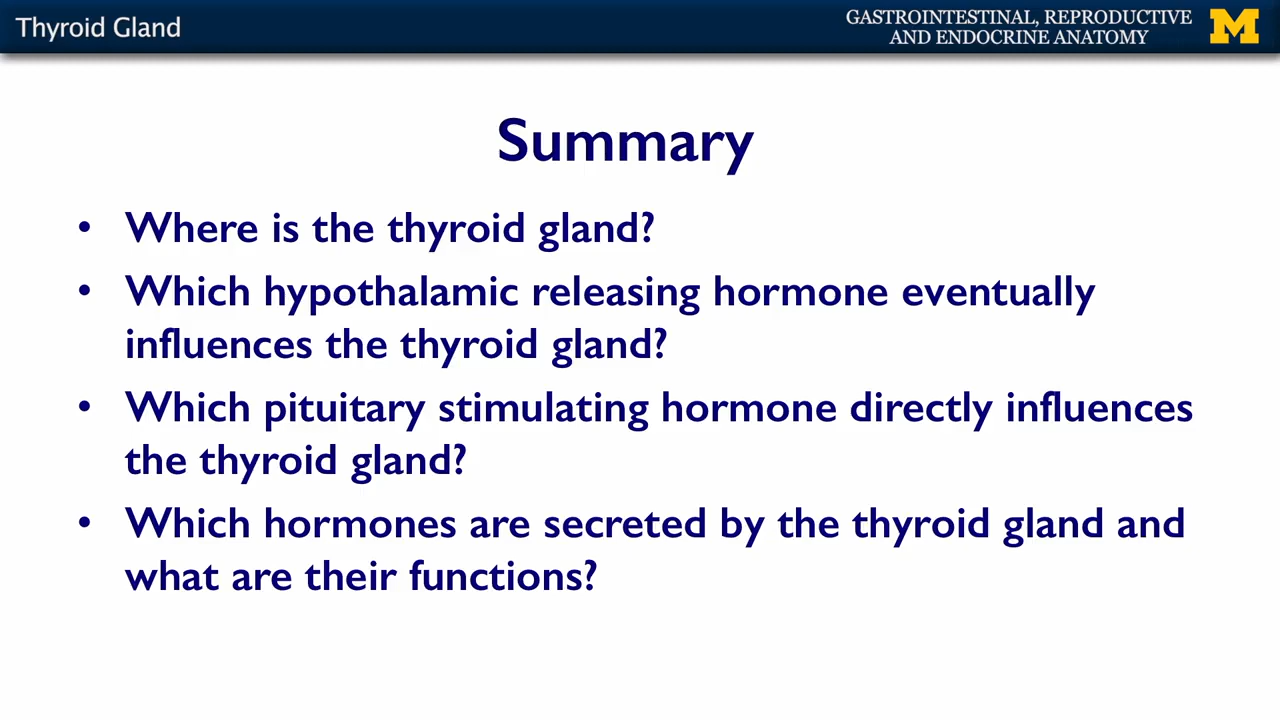 Thyroid Gland
GASTROINTESTINAL, REPRODUCTIVE
AND ENDOCRINE ANATOMY
M
Summary
• Where is the thyroid gland?
• Which hypothalamic releasing hormone eventually
influences the thyroid gland?
• Which pituitary stimulating hormone directly influences
the thyroid gland?
• Which hormones are secreted by the thyroid gland and
what are their functions?